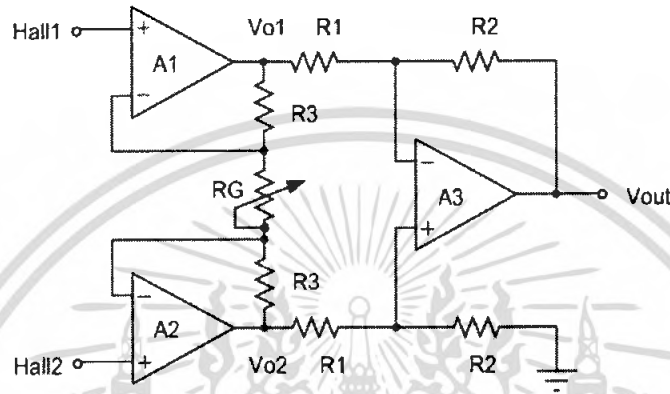 Hall1
+
A1
−
Vo1
R1
R2
R3
RG
−
A3
+
Vout
−
A2
+
R3
Hall2
Vo2
R1
R2